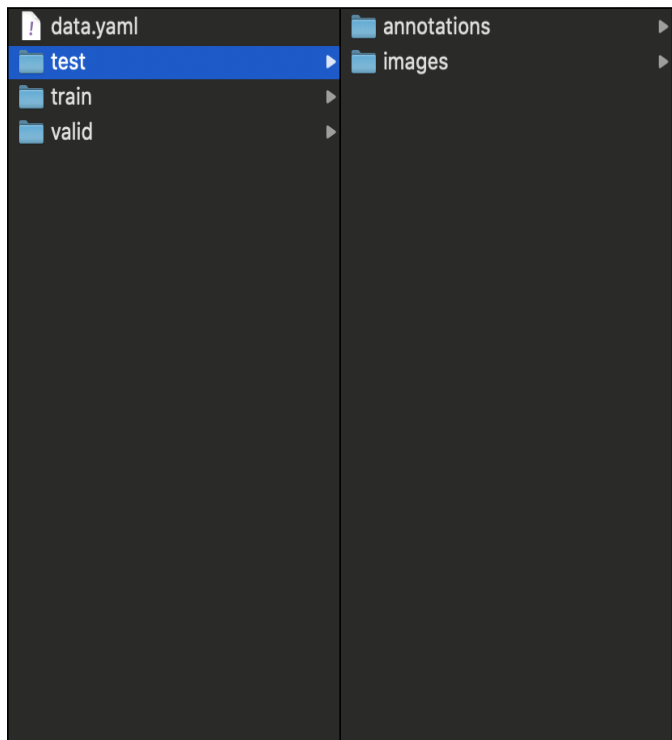 data.yaml
test
train
valid
annotations
images